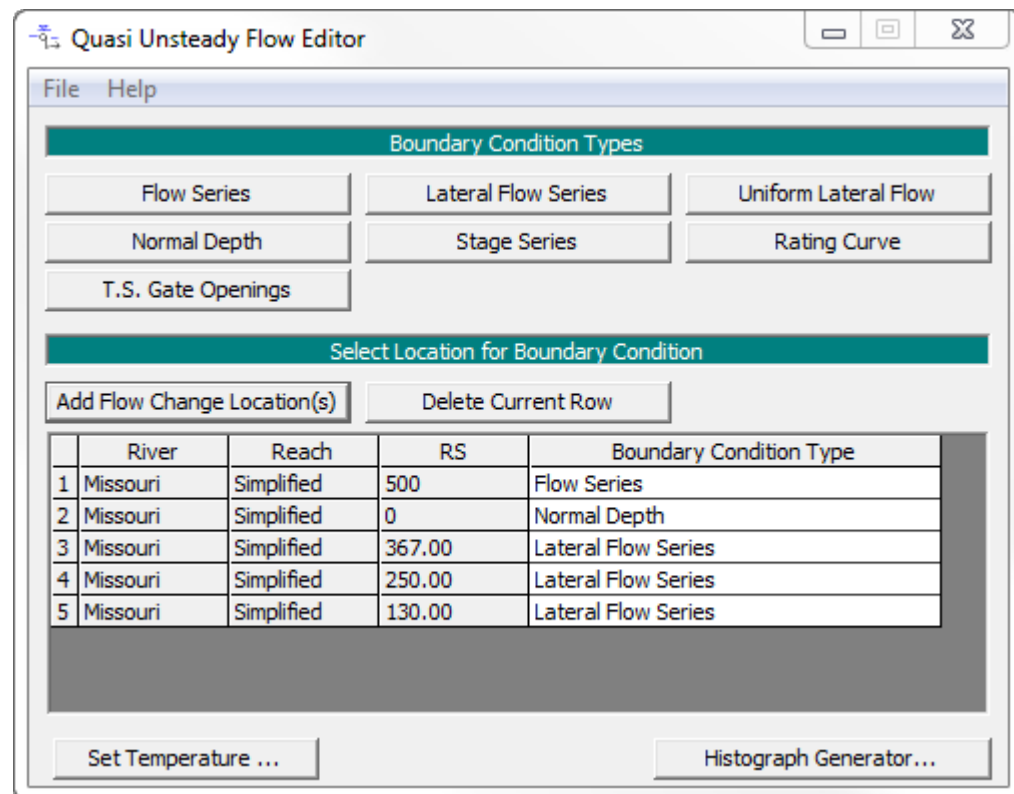 Quasi Unsteady Flow Editor
File Help
Boundary Condition Types
Flow Series Lateral Flow Series Uniform Lateral Flow
Normal Depth Stage Series Rating Curve
T.S. Gate Openings
Select Location for Boundary Condition
Add Flow Change Location(s) Delete Current Row
River Reach RS Boundary Condition Type
1 Missouri Simplified 500 Flow Series
2 Missouri Simplified 0 Normal Depth
3 Missouri Simplified 367.00 Lateral Flow Series
4 Missouri Simplified 250.00 Lateral Flow Series
5 Missouri Simplified 130.00 Lateral Flow Series
Set Temperature ... Histograph Generator...